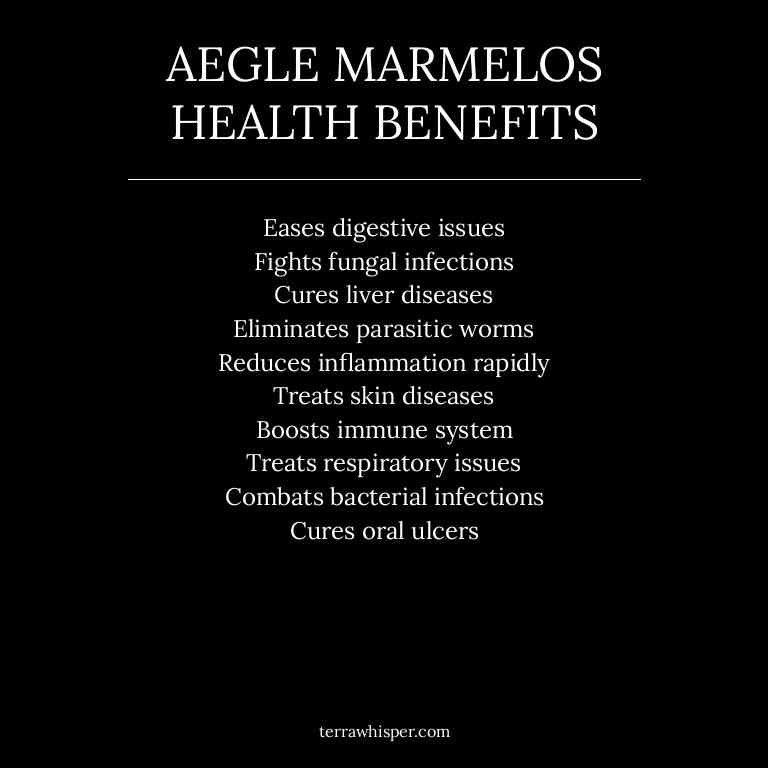 AEGLE MARMELOS
HEALTH BENEFITS
Eases digestive issues
Fights fungal infections
Cures liver diseases
Eliminates parasitic worms
Reduces inflammation rapidly
Treats skin diseases
Boosts immune system
Treats respiratory issues
Combats bacterial infections
Cures oral ulcers
terrawhisper.com